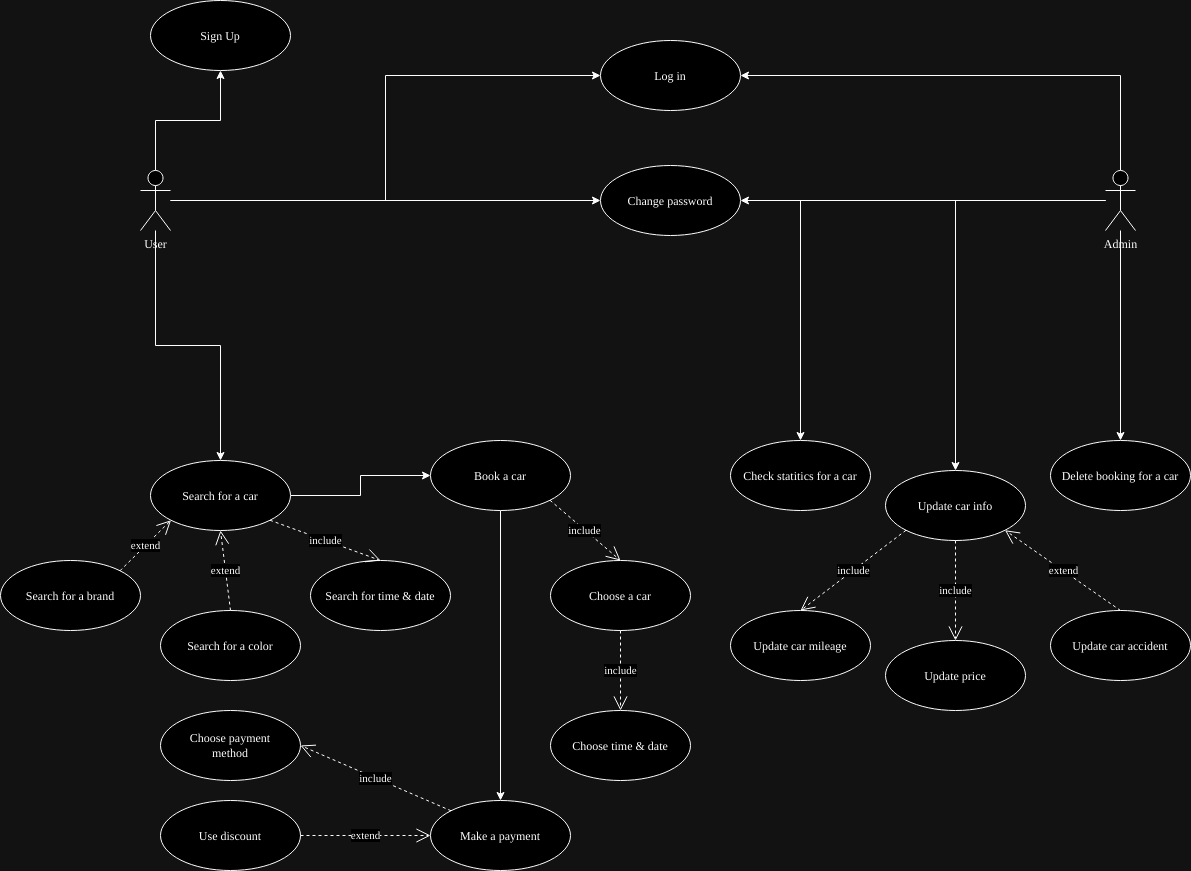 Sign Up
Log in
Change password
User
Admin
Search for a car
Book a car
Check statitics for a car
Update car info
Delete booking for a car
extend
extend
include
include
include
include
extend
Search for a brand
Search for time & date
Choose a car
Search for a color
Update car mileage
Update price
Update car accident
include
Choose payment
method
Choose time & date
include
Use discount
extend
Make a payment